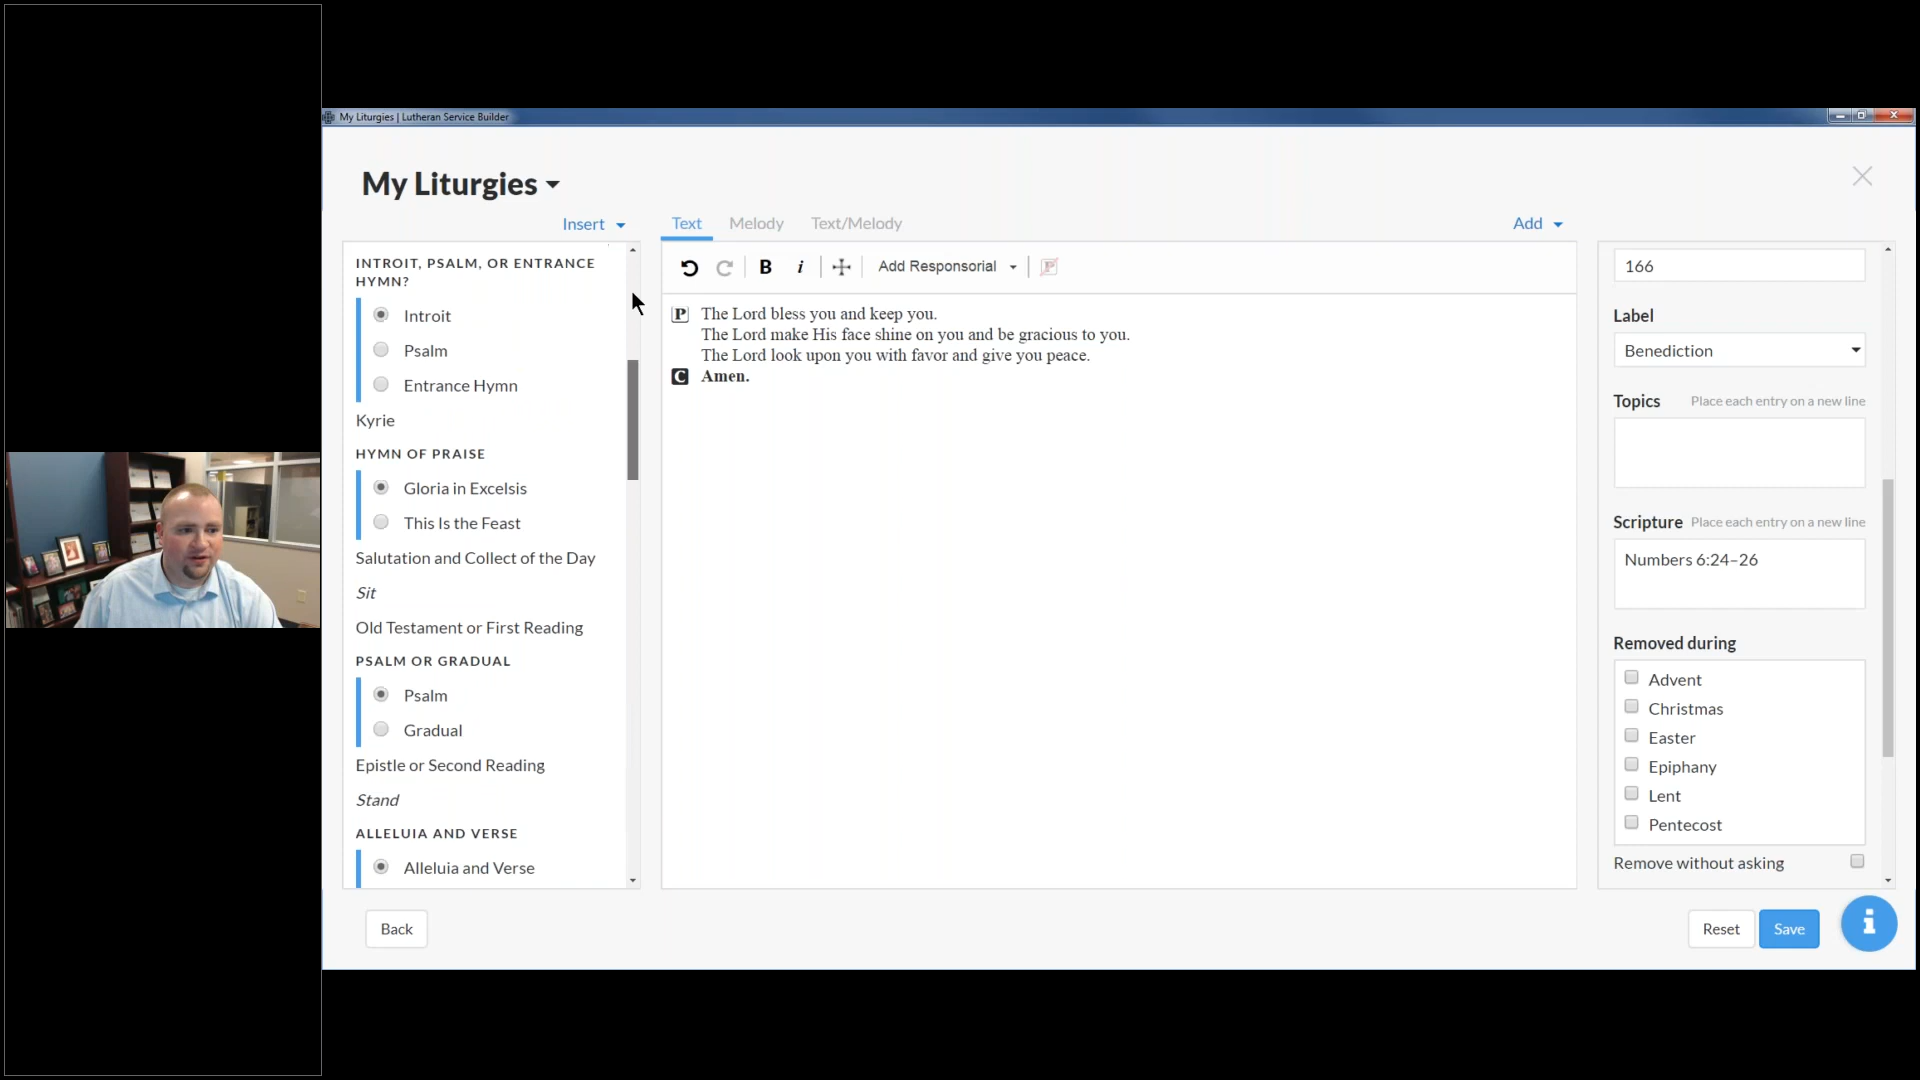 My Liturgies | Lutheran Service Builder
My Liturgies
Insert
Text
Melody
Text/Melody
Add
INTROIT, PSALM, OR ENTRANCE
HYMN?
Introit
Psalm
Entrance Hymn
Kyrie
HYMN OF PRAISE
Gloria in Excelsis
This Is the Feast
Salutation and Collect of the Day
Sit
Old Testament or First Reading
PSALM OR GRADUAL
Psalm
Gradual
Epistle or Second Reading
Stand
ALLELUIA AND VERSE
Alleluia and Verse
B i Add Responsorial P
P The Lord bless you and keep you.
The Lord make His face shine on you and be gracious to you.
The Lord look upon you with favor and give you peace.
C Amen.
166
Label
Benediction
Topics Place each entry on a new line
Scripture Place each entry on a new line
Numbers 6:24–26
Removed during
Advent
Christmas
Easter
Epiphany
Lent
Pentecost
Remove without asking
Back
Reset
Save
i